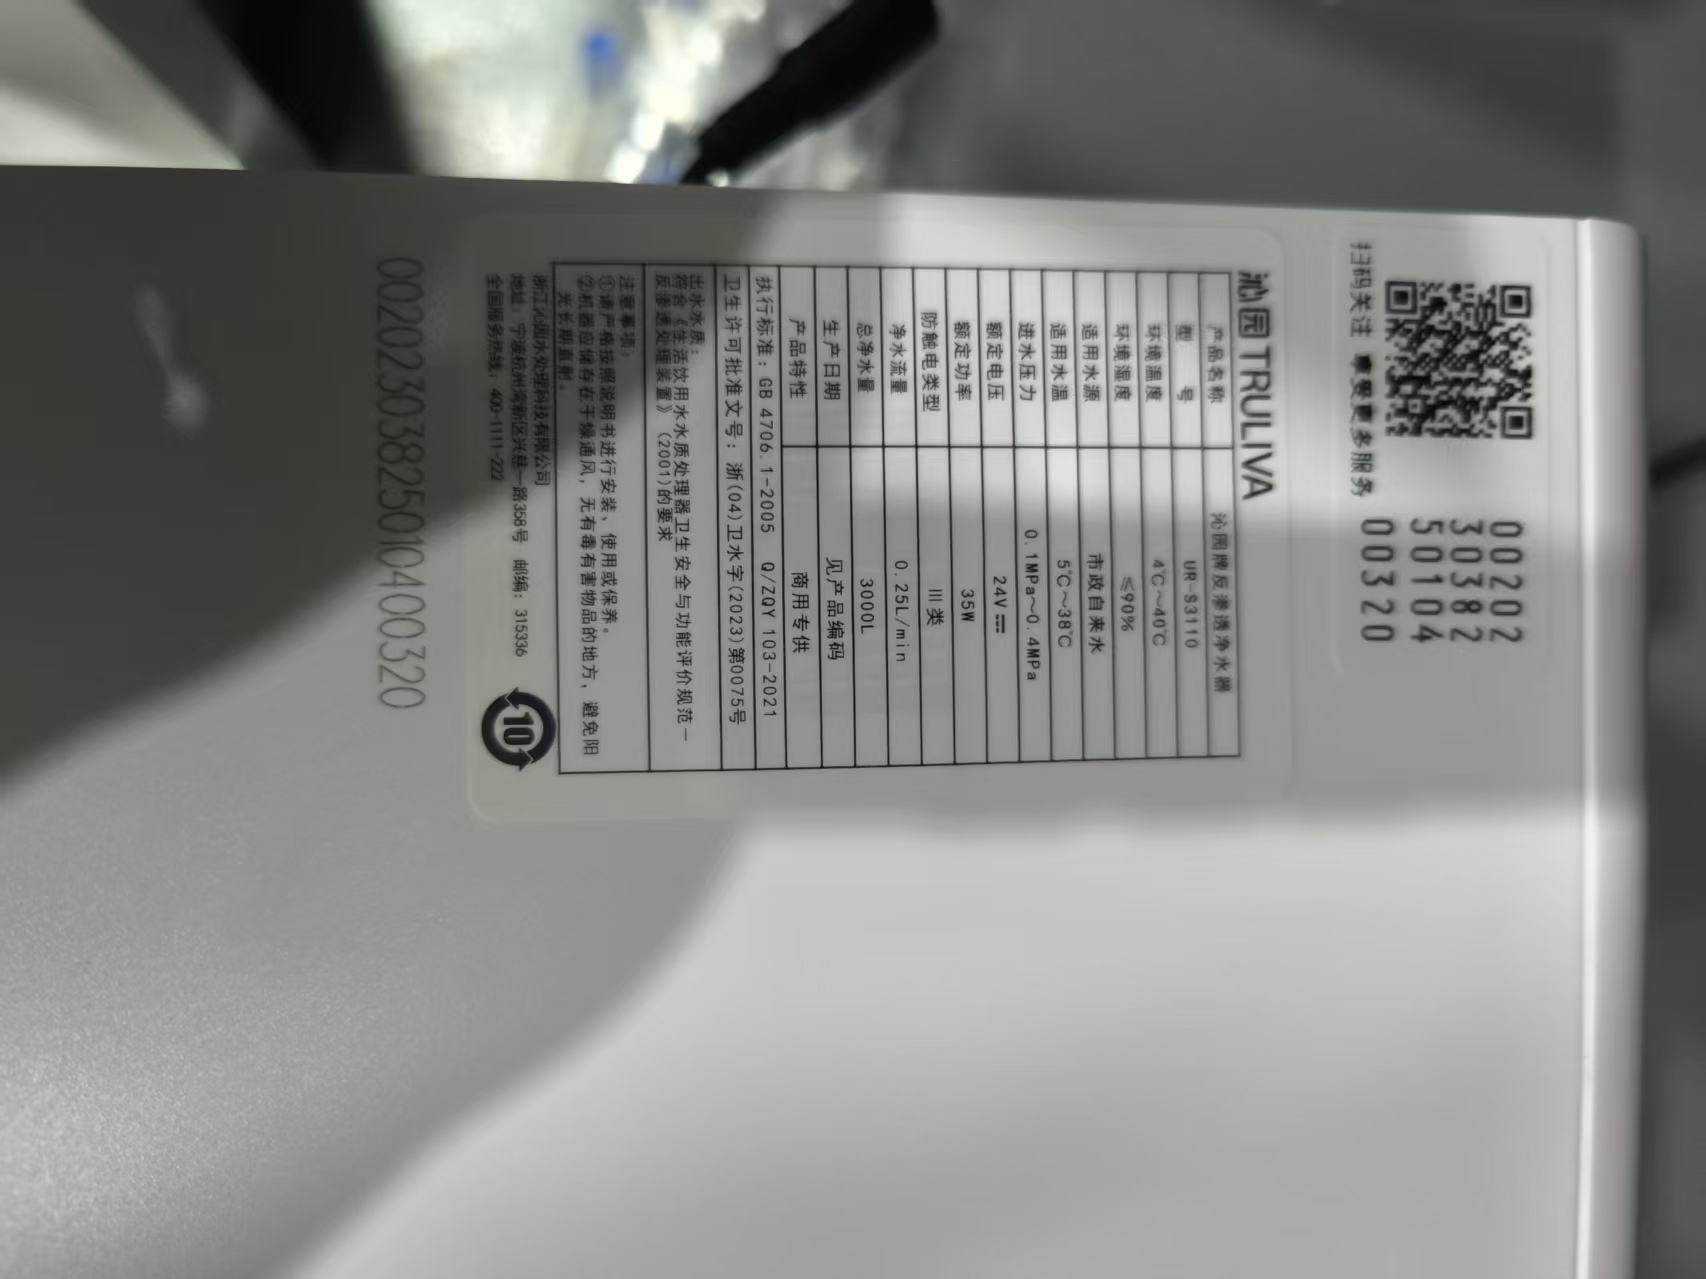 扫码关注 享受更多服务
00202
30382
50104
00320
沁园TRULIVA
产品名称 沁园牌反渗透净水器
型 号 UR-S3110
环境温度 4℃～40℃
环境湿度 ≤90%
适用水源 市政自来水
适用水温 5℃～38℃
进水压力 0.1MPa～0.4MPa
额定电压 24V⎓
额定功率 35W
防触电类型 Ⅲ类
净水流量 0.25L/min
总净水量 3000L
生产日期 见产品编码
产品特性 商用专供
执行标准：GB 4706.1-2005 Q/ZQY 103-2021
卫生许可批准文号：浙(04)卫水字(2023)第0075号
出水水质：
符合《生活饮用水水质处理器卫生安全与功能评价规范—
反渗透处理装置》(2001)的要求
注意事项：
①请严格按照说明书进行安装、使用或保养。
②机器应储存在干燥通风，无有毒有害物品的地方，避免阳
光长期直射。
浙江沁园水处理科技有限公司
地址：宁波杭州湾新区兴慈一路358号 邮编：315336
全国服务热线：400-1111-222
10
00202303825010400320